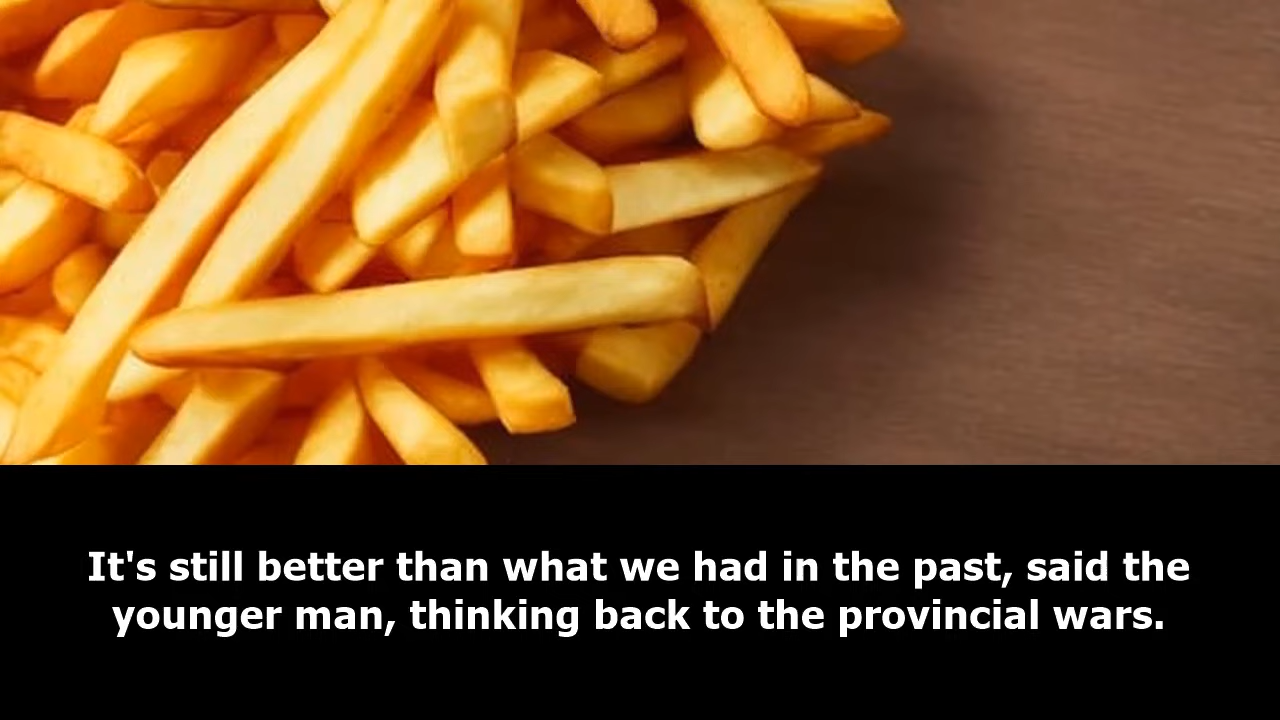 It's still better than what we had in the past, said the
younger man, thinking back to the provincial wars.